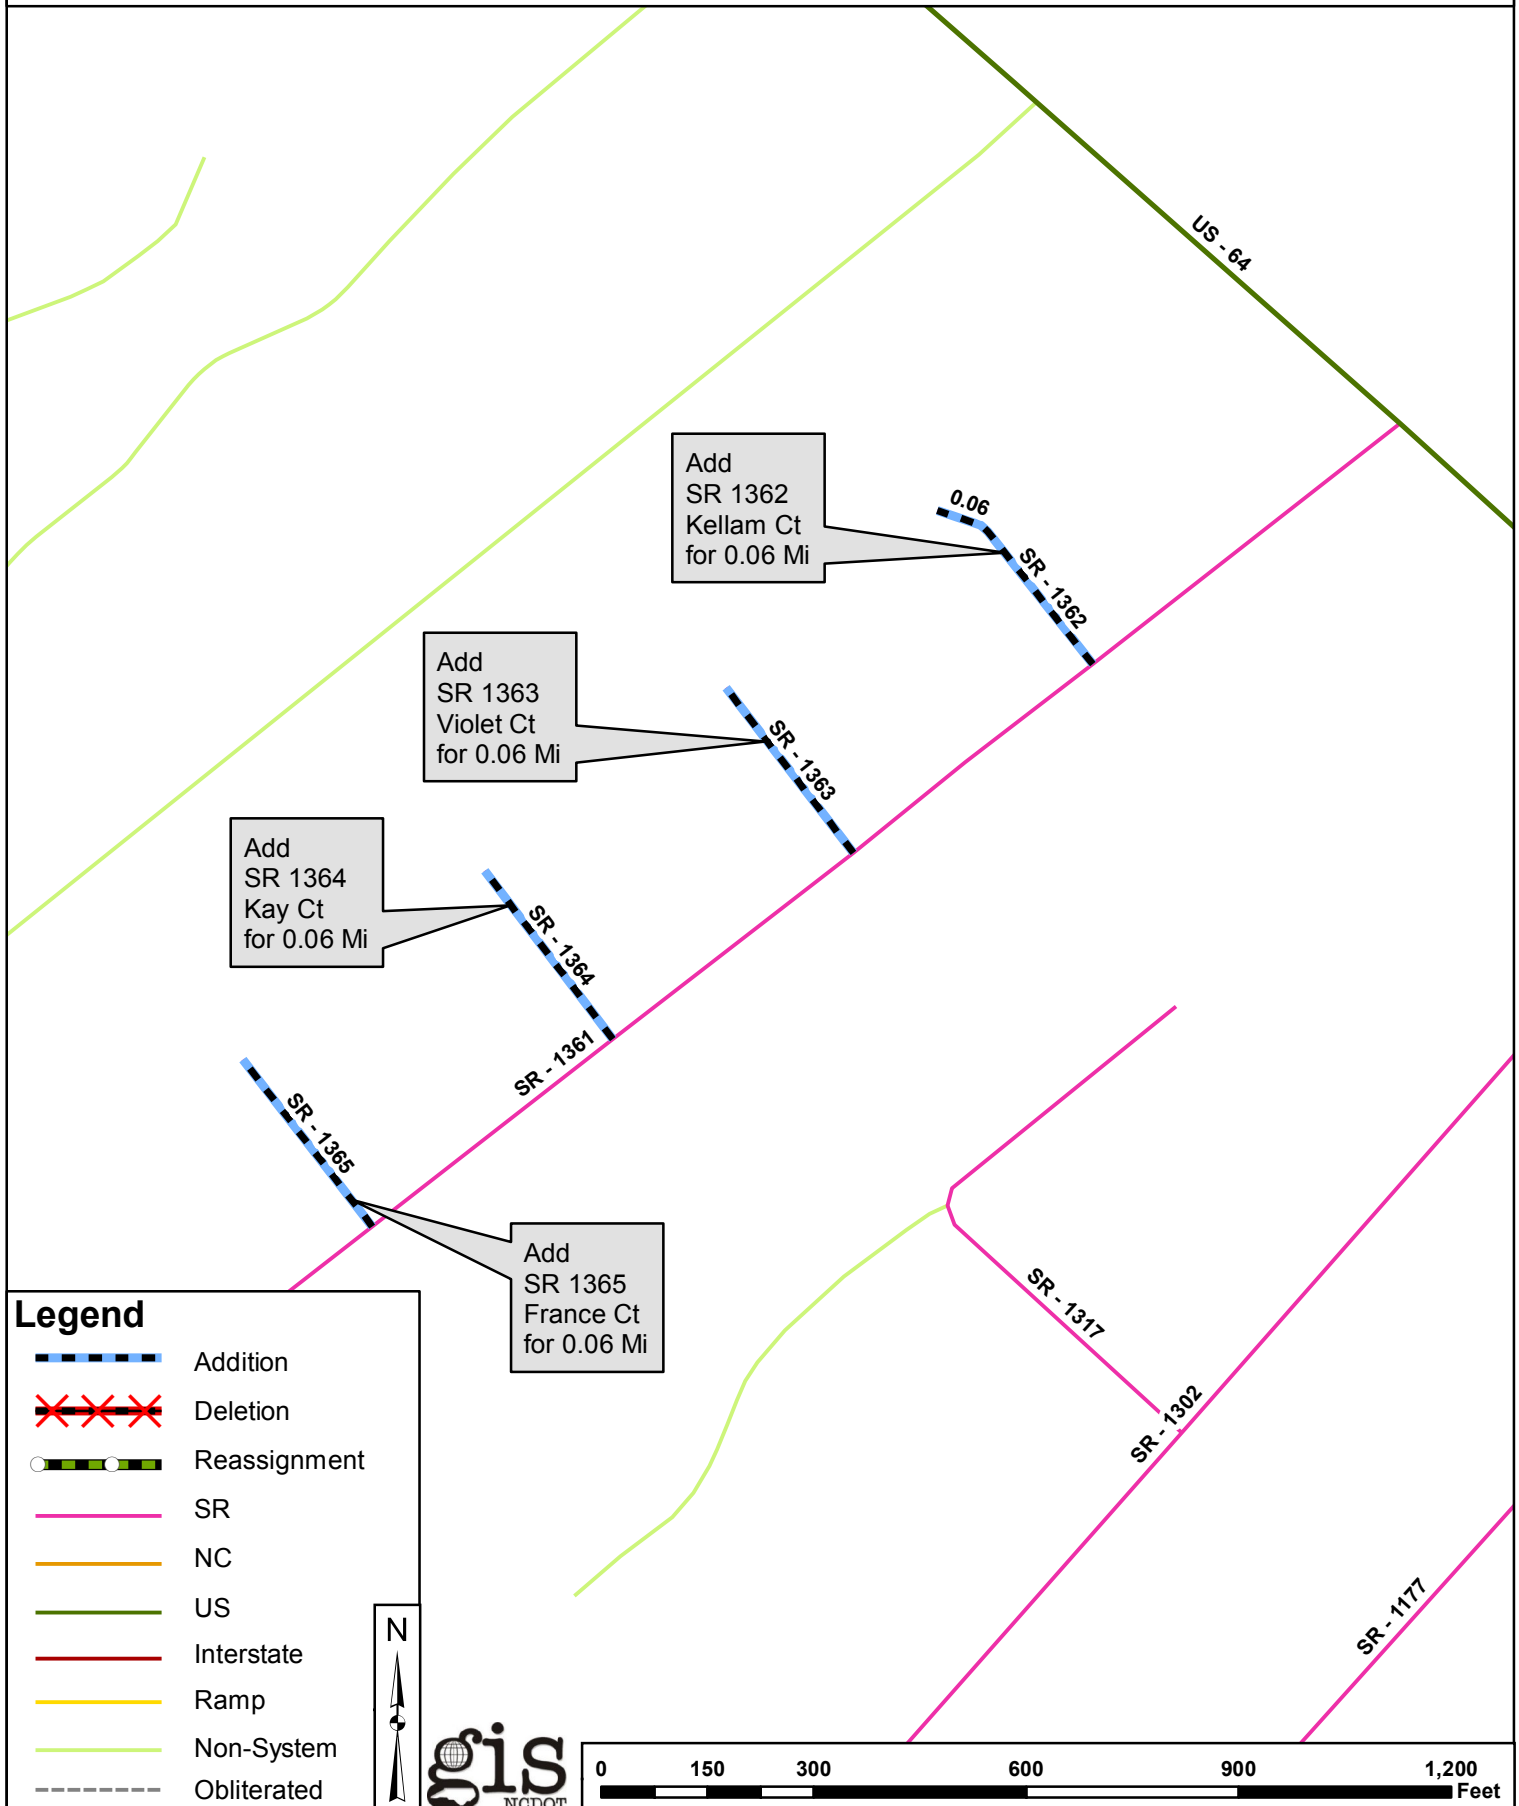 US - 64
Add
SR 1362
Kellam Ct
for 0.06 Mi
0.06
SR - 1362
Add
SR 1363
Violet Ct
for 0.06 Mi
SR - 1363
Add
SR 1364
Kay Ct
for 0.06 Mi
SR - 1364
SR - 1361
SR - 1365
Add
SR 1365
France Ct
for 0.06 Mi
SR - 1317
SR - 1302
SR - 1177
Legend
Addition
Deletion
Reassignment
SR
NC
US
Interstate
Ramp
Non-System
Obliterated
N
gis
NCDOT
0 150 300 600 900 1,200
Feet